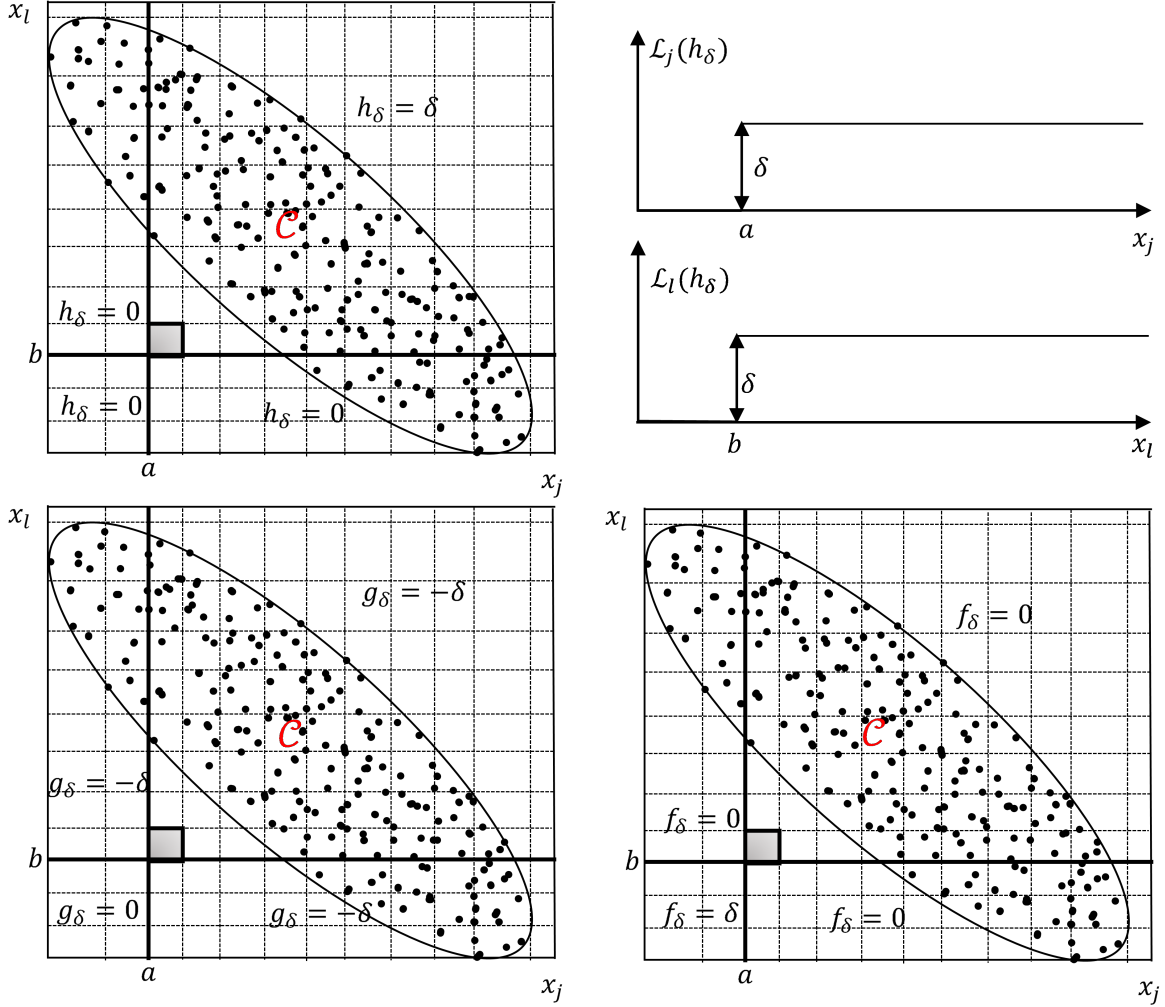 x_l
h_δ = δ
𝒞
h_δ = 0
b
h_δ = 0
h_δ = 0
a
x_j
ℒ_j(h_δ)
δ
a
x_j
ℒ_l(h_δ)
δ
b
x_l
x_l
g_δ = −δ
𝒞
g_δ = −δ
b
g_δ = 0
g_δ = −δ
a
x_j
x_l
f_δ = 0
𝒞
f_δ = 0
b
f_δ = δ
f_δ = 0
a
x_j